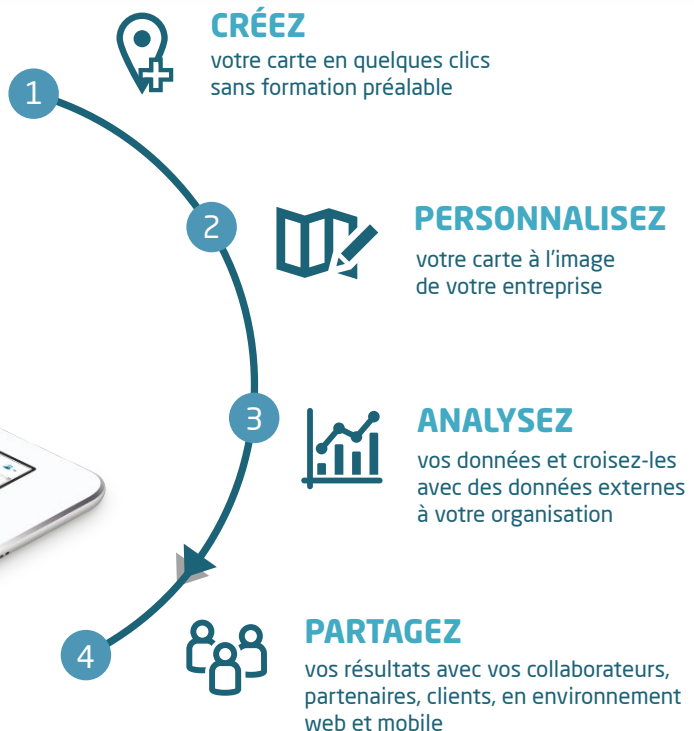 1
CRÉEZ
votre carte en quelques clics
sans formation préalable
2
PERSONNALISEZ
votre carte à l'image
de votre entreprise
3
ANALYSEZ
vos données et croisez-les
avec des données externes
à votre organisation
4
PARTAGEZ
vos résultats avec vos collaborateurs,
partenaires, clients, en environnement
web et mobile